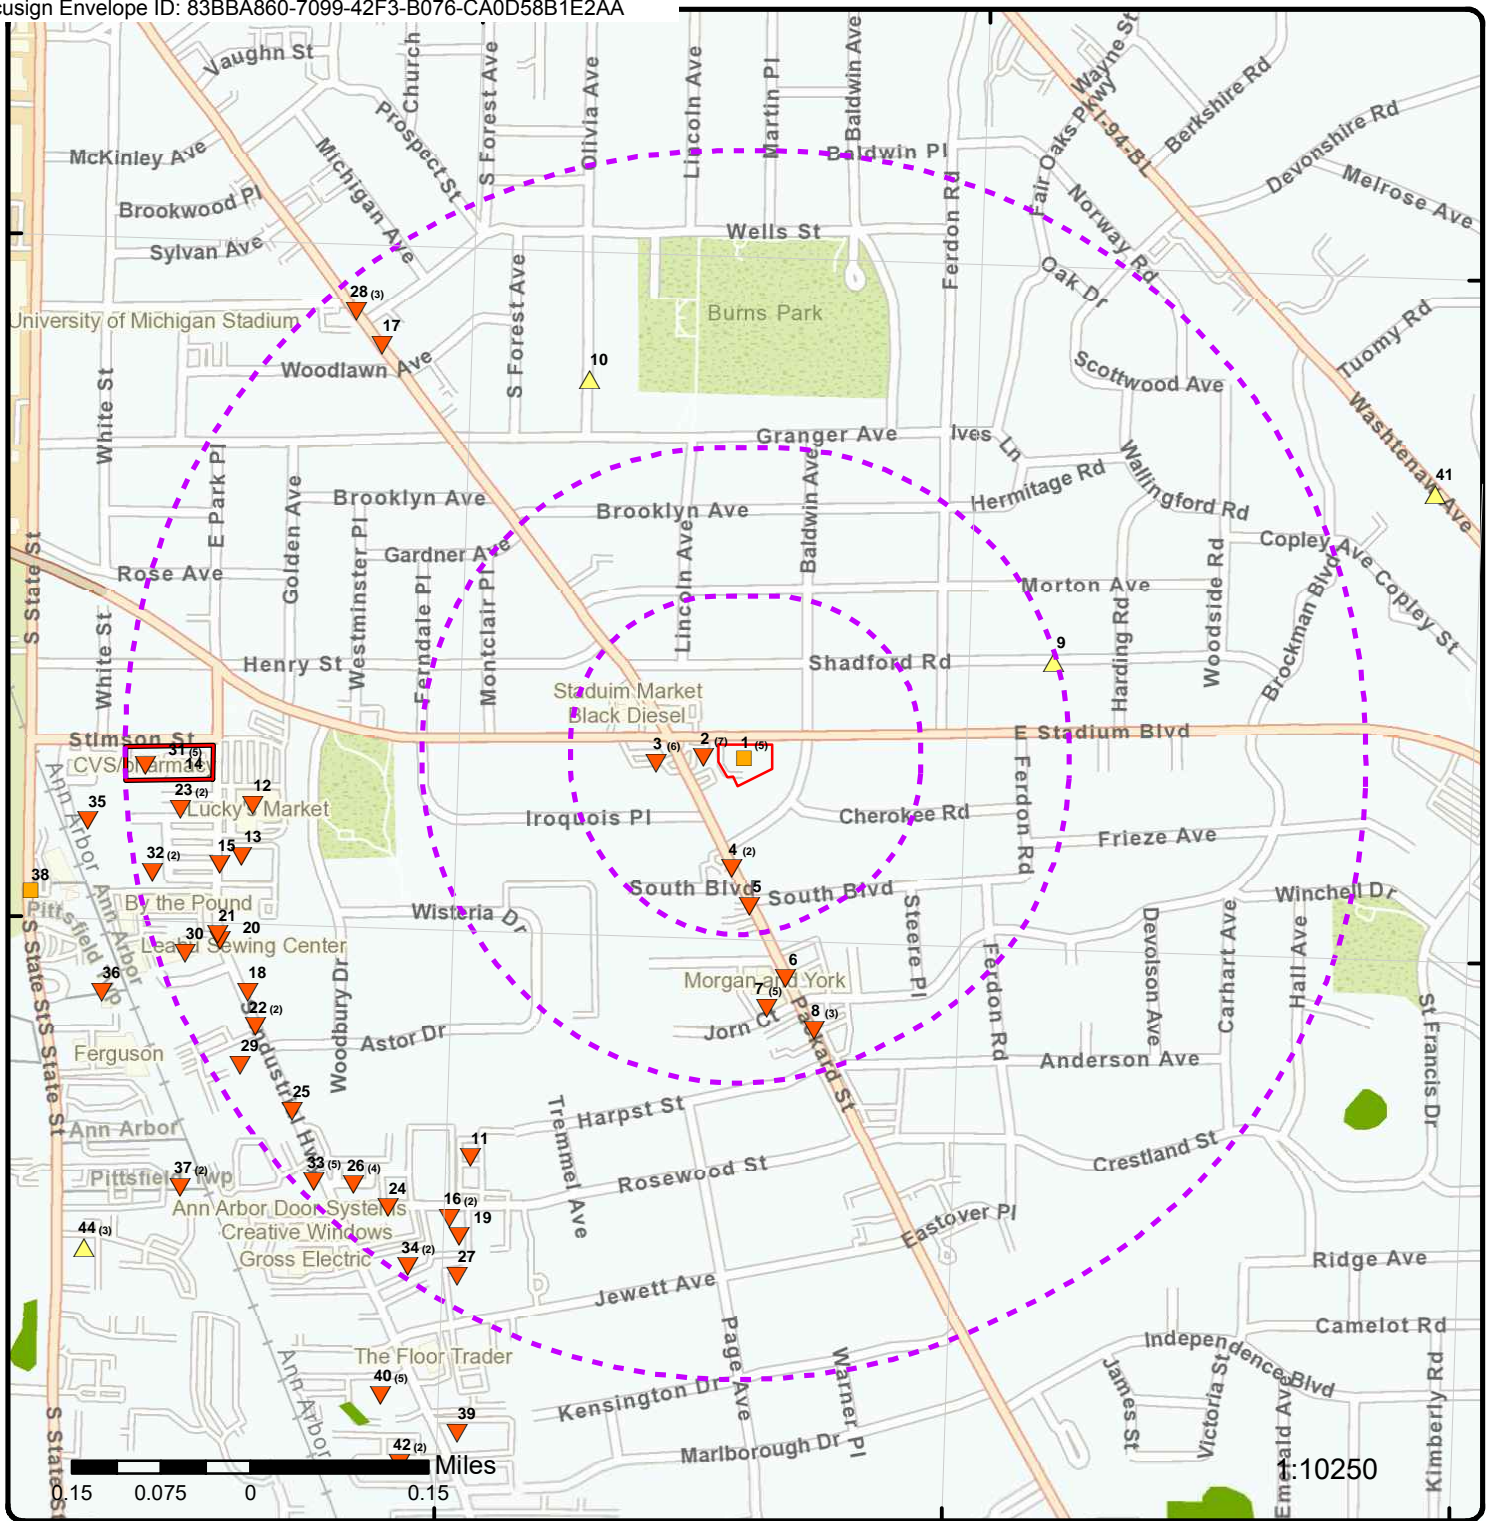 cusign Envelope ID: 83BBA860-7099-42F3-B076-CA0D58B1E2AA
Vaughn St
Church
S Forest Ave
Olivia Ave
Lincoln Ave
Martin Pl
Baldwin Ave
Wayne St
Berkshire Rd
McKinley Ave
Prospect St
Michigan Ave
Baldwin Pl
Fair Oaks Pkwy
I-94-BL
Devonshire Rd
Melrose Ave
Brookwood Pl
Sylvan Ave
Wells St
Ferdon Rd
Norway Rd
Oak Dr
28 (3)
University of Michigan Stadium
17
Burns Park
Tuomy Rd
S Forest Ave
10
Woodlawn Ave
Scottwood Ave
White St
Granger Ave
Ives Ln
Washtenaw Ave
41
E Park Pl
Golden Ave
Brooklyn Ave
Brooklyn Ave
Baldwin Ave
Hermitage Rd
Wallingford Rd
Westminster Pl
Gardner Ave
Lincoln Ave
Copley Ave
Copley St
S State St
Rose Ave
Ferndale Pl
Montclair Pl
Morton Ave
Woodside Rd
Brockman Blvd
Harding Rd
White St
Henry St
Shadford Rd
9
Staduim Market
Black Diesel
Stimson St
E Stadium Blvd
31 (5)
CVS/pharmacy
14
3 (6)
2 (7)
1 (5)
35
23 (2)
12
Lucky's Market
Iroquois Pl
Cherokee Rd
Ferdon Rd
Frieze Ave
Ann Arbor
32 (2)
15
13
4 (2)
38
By the Pound
South Blvd
5
South Blvd
Winchell Dr
Pittsfield Twp
Ann Arbor
Wisteria Dr
Steere Pl
Devolson Ave
Carhart Ave
Hall Ave
21
30
20
Leabu Sewing Center
S State St
36
18
6
Morgan and York
7 (5)
Ferdon Rd
St Francis Dr
22 (2)
8 (3)
Jorn Ct
Packard St
S Industrial Hwy
Woodbury Dr
Astor Dr
Ferguson
29
Anderson Ave
S State St
25
Tremmel Ave
Harpst St
Ann Arbor
11
Crestland St
Pittsfield Twp
37 (2)
33 (5)
26 (4)
Rosewood St
24
Ann Arbor Door Systems
16 (2)
Creative Windows
19
Eastover Pl
44 (3)
Gross Electric
34 (2)
27
Ridge Ave
Jewett Ave
Page Ave
Camelot Rd
Independence Blvd
The Floor Trader
Warner Pl
James St
Victoria St
Emerald Ave
Kimberly Rd
Ann Arbor
40 (5)
Kensington Dr
39
S State St
42 (2)
Marlborough Dr
Miles
1:10250
0.15
0.075
0
0.15